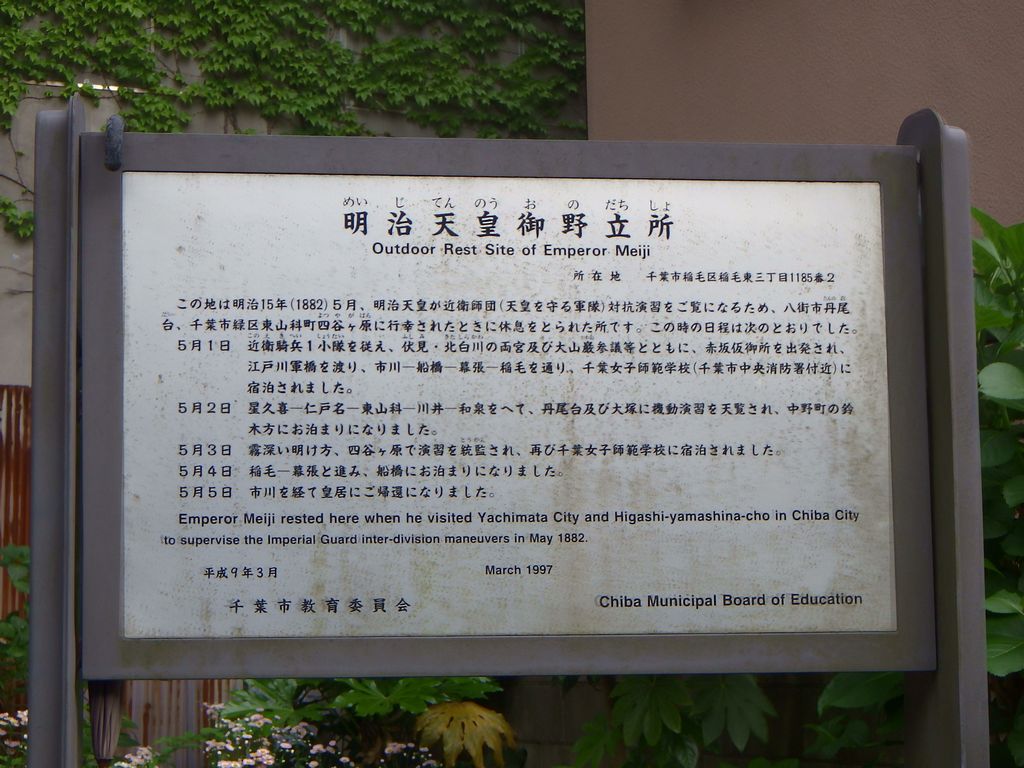 めい じ てん のう お の だち しょ
明治天皇御野立所
Outdoor Rest Site of Emperor Meiji
所在地 千葉市稲毛区稲毛東三丁目1185番2
この地は明治15年(1882)5月、明治天皇が近衛師団(天皇を守る軍隊)対抗演習をご覧になるため、八街市丹尾
台、千葉市緑区東山科町四谷ヶ原に行幸されたときに休息をとられた所です。この時の日程は次のとおりでした。
5月1日 近衛騎兵1小隊を従え、伏見・北白川の両宮及び大山巌参議等とともに、赤坂仮御所を出発され、
江戸川軍橋を渡り、市川―船橋―幕張―稲毛を通り、千葉女子師範学校(千葉市中央消防署付近)に
宿泊されました。
5月2日 星久喜―仁戸名―東山科―川井―和泉をへて、丹尾台及び大塚に機動演習を天覧され、中野町の鈴
木方にお泊まりになりました。
5月3日 霧深い明け方、四谷ヶ原で演習を統監され、再び千葉女子師範学校に宿泊されました。
5月4日 稲毛―幕張と進み、船橋にお泊まりになりました。
5月5日 市川を経て皇居にご帰還になりました。
Emperor Meiji rested here when he visited Yachimata City and Higashi-yamashina-cho in Chiba City
to supervise the Imperial Guard inter-division maneuvers in May 1882.
平成9年3月 March 1997
千葉市教育委員会 Chiba Municipal Board of Education